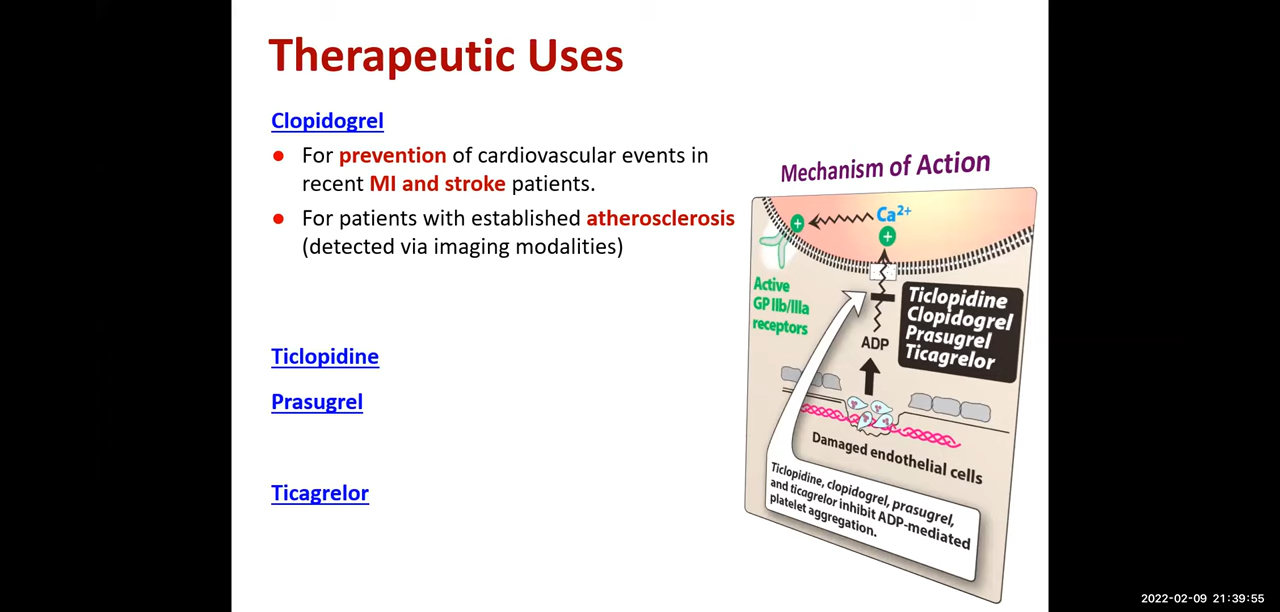 Therapeutic Uses
Clopidogrel
● For prevention of cardiovascular events in
recent MI and stroke patients.
● For patients with established atherosclerosis
(detected via imaging modalities)
Ticlopidine
Prasugrel
Ticagrelor
Mechanism of Action
Ca2+
+
+
Active
GP IIb/IIIa
receptors
Ticlopidine
Clopidogrel
Prasugrel
Ticagrelor
ADP
Damaged endothelial cells
Ticlopidine, clopidogrel, prasugrel,
and ticagrelor inhibit ADP-mediated
platelet aggregation.
2022-02-09 21:39:55